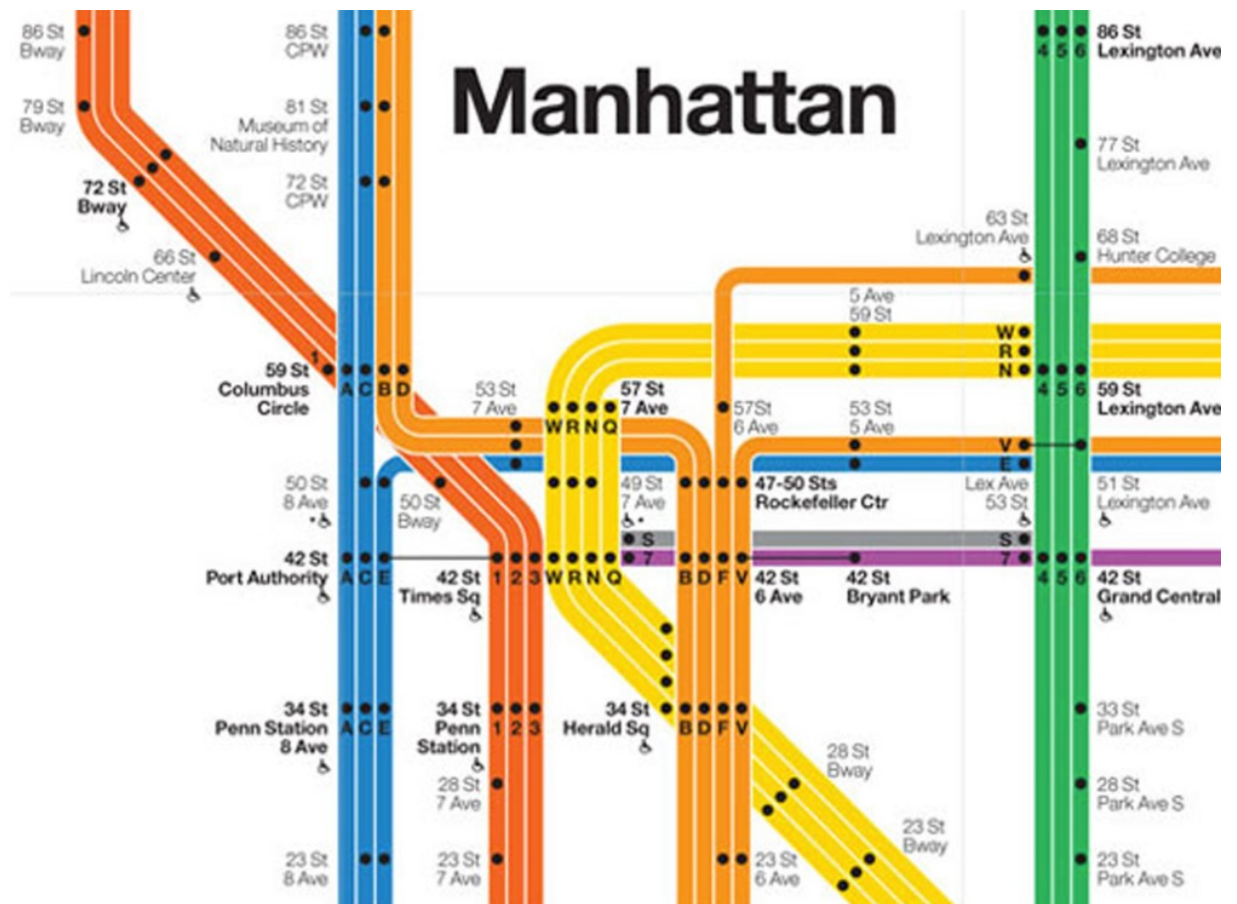 86 St
Bway
86 St
CPW
Manhattan
4 5 6
86 St
Lexington Ave
79 St
Bway
81 St
Museum of
Natural History
77 St
Lexington Ave
72 St
Bway
72 St
CPW
63 St
Lexington Ave
68 St
Hunter College
66 St
Lincoln Center
5 Ave
59 St
W
R
N
1
59 St
Columbus
Circle
A C B D
53 St
7 Ave
57 St
7 Ave
W R N Q
57St
6 Ave
53 St
5 Ave
4 5 6
59 St
Lexington Ave
V
E
50 St
8 Ave
50 St
Bway
49 St
7 Ave
47-50 Sts
Rockefeller Ctr
Lex Ave
53 St
51 St
Lexington Ave
S
S
7
7
42 St
Port Authority
A C E
42 St
Times Sq
1 2 3 W R N Q
B D F V
42 St
6 Ave
42 St
Bryant Park
4 5 6
42 St
Grand Central
34 St
Penn Station
8 Ave
A C E
34 St
Penn
Station
1 2 3
34 St
Herald Sq
B D F V
33 St
Park Ave S
28 St
7 Ave
28 St
Bway
28 St
Park Ave S
23 St
8 Ave
23 St
7 Ave
23 St
6 Ave
23 St
Bway
23 St
Park Ave S